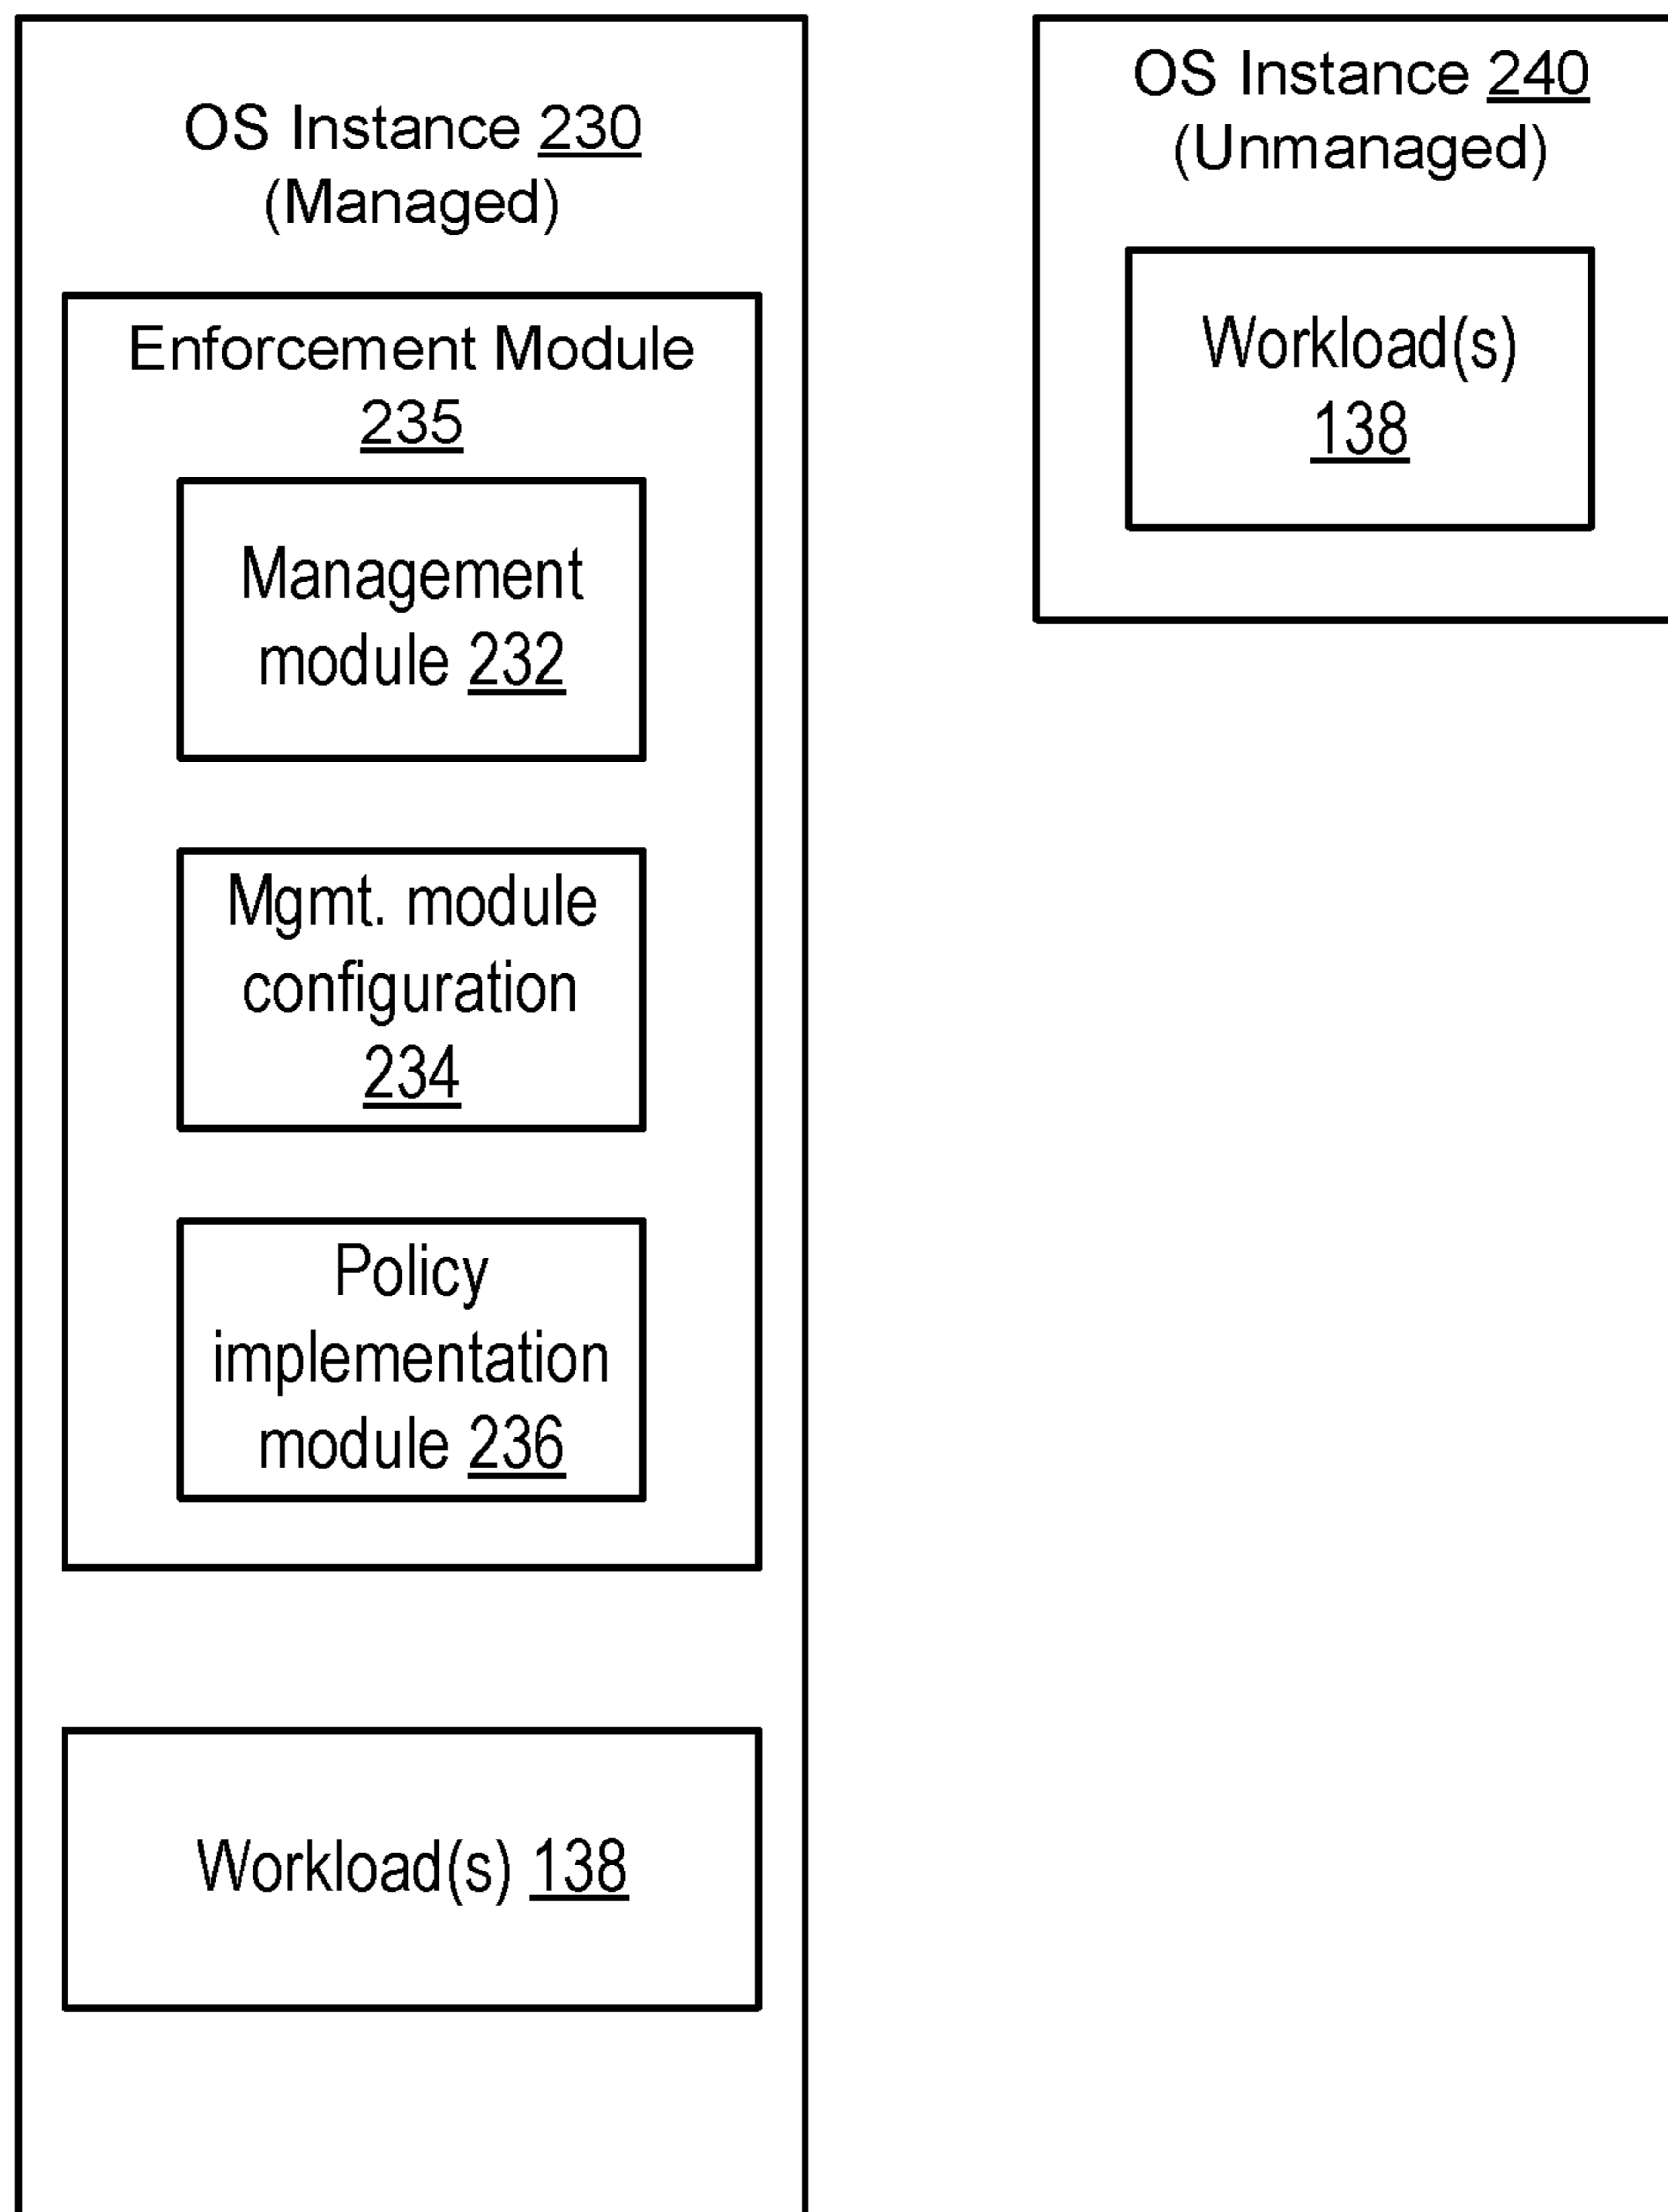 OS Instance 230
(Managed)
Enforcement Module
235
Management
module 232
Mgmt. module
configuration
234
Policy
implementation
module 236
Workload(s) 138
OS Instance 240
(Unmanaged)
Workload(s)
138